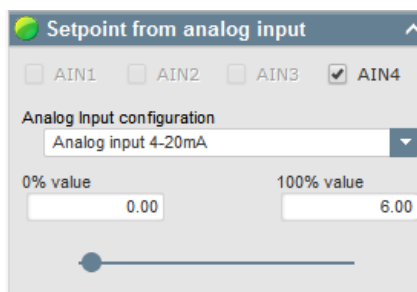 Setpoint from analog input
AIN1 AIN2 AIN3 AIN4
Analog Input configuration
Analog input 4-20mA
0% value 100% value
0.00 6.00